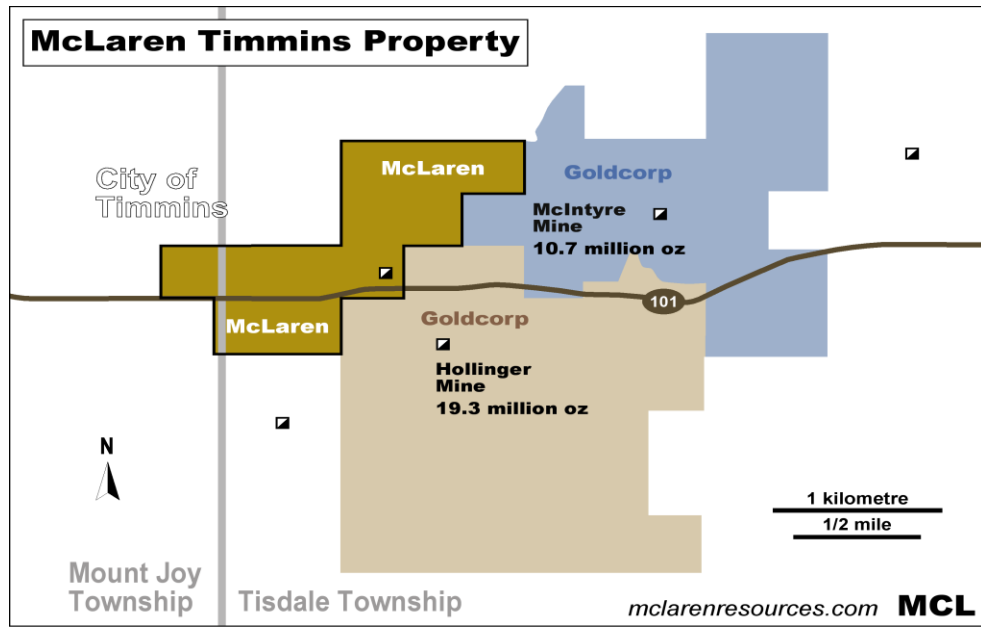 McLaren Timmins Property
McLaren
City of
Timmins
Goldcorp
McIntyre
Mine
10.7 million oz
101
McLaren
Goldcorp
Hollinger
Mine
19.3 million oz
N
1 kilometre
1/2 mile
Mount Joy
Township
Tisdale Township
mclarenresources.com MCL